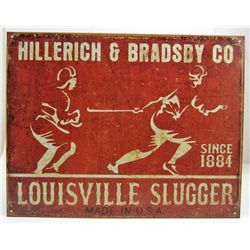 HILLERICH & BRADSBY CO
SINCE
1884
LOUISVILLE SLUGGER
MADE IN U.S.A.